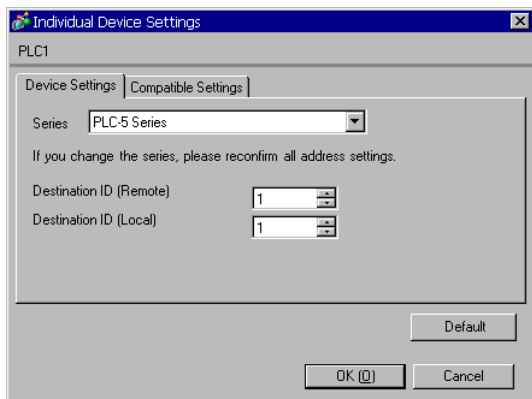 Individual Device Settings
PLC1
Device Settings Compatible Settings
Series PLC-5 Series
If you change the series, please reconfirm all address settings.
Destination ID (Remote) 1
Destination ID (Local) 1
Default
OK (O) Cancel